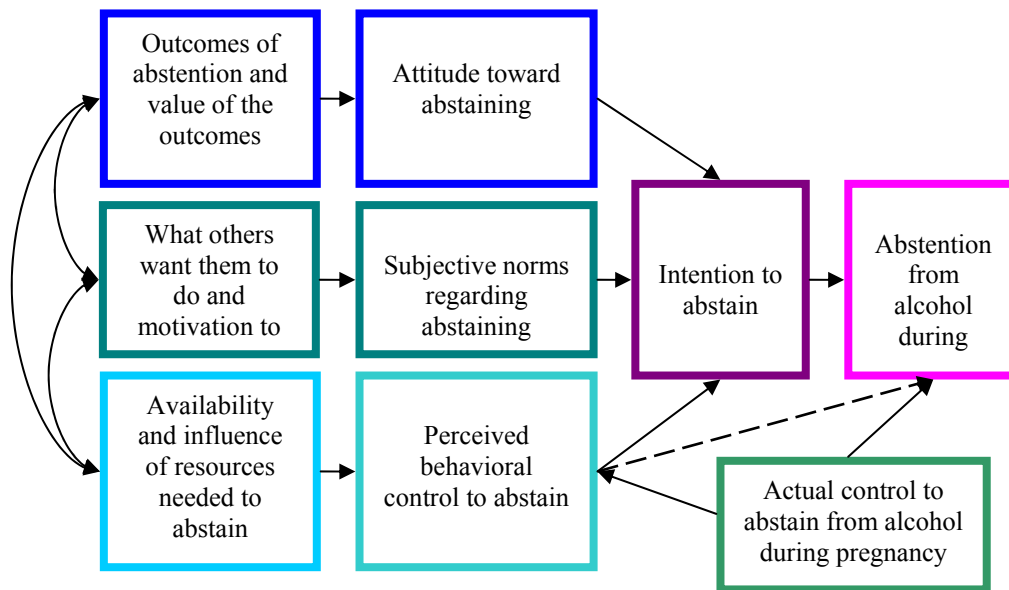 Outcomes of
abstention and
value of the
outcomes
Attitude toward
abstaining
What others
want them to
do and
motivation to
Subjective norms
regarding
abstaining
Intention to
abstain
Abstention
from
alcohol
during
Availability
and influence
of resources
needed to
abstain
Perceived
behavioral
control to abstain
Actual control to
abstain from alcohol
during pregnancy